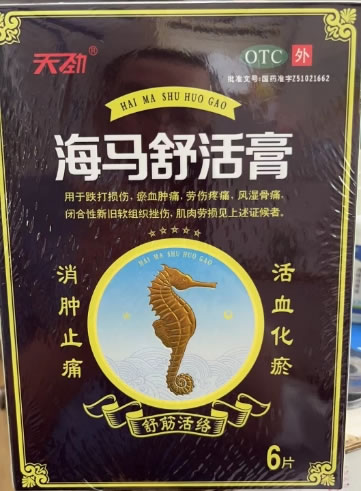 天劲®
OTC 外
批准文号:国药准字Z51021662
HAI MA SHU HUO GAO
海马舒活膏
用于跌打损伤,瘀血肿痛,劳伤疼痛,风湿骨痛,
闭合性新旧软组织挫伤,肌肉劳损见上述证候者。
HAI MA SHU HUO GAO
消肿止痛
活血化瘀
舒筋活络
6片